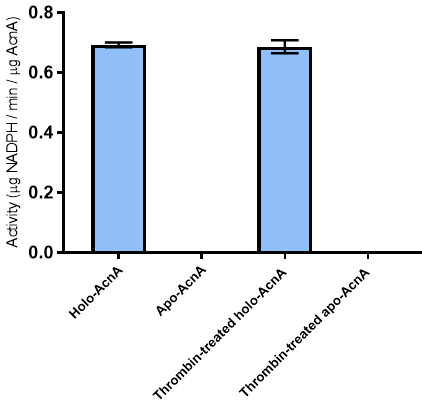 Activity (µg NADPH / min / µg AcnA)
0.8
0.6
0.4
0.2
0.0
Holo-AcnA
Apo-AcnA
Thrombin-treated holo-AcnA
Thrombin-treated apo-AcnA